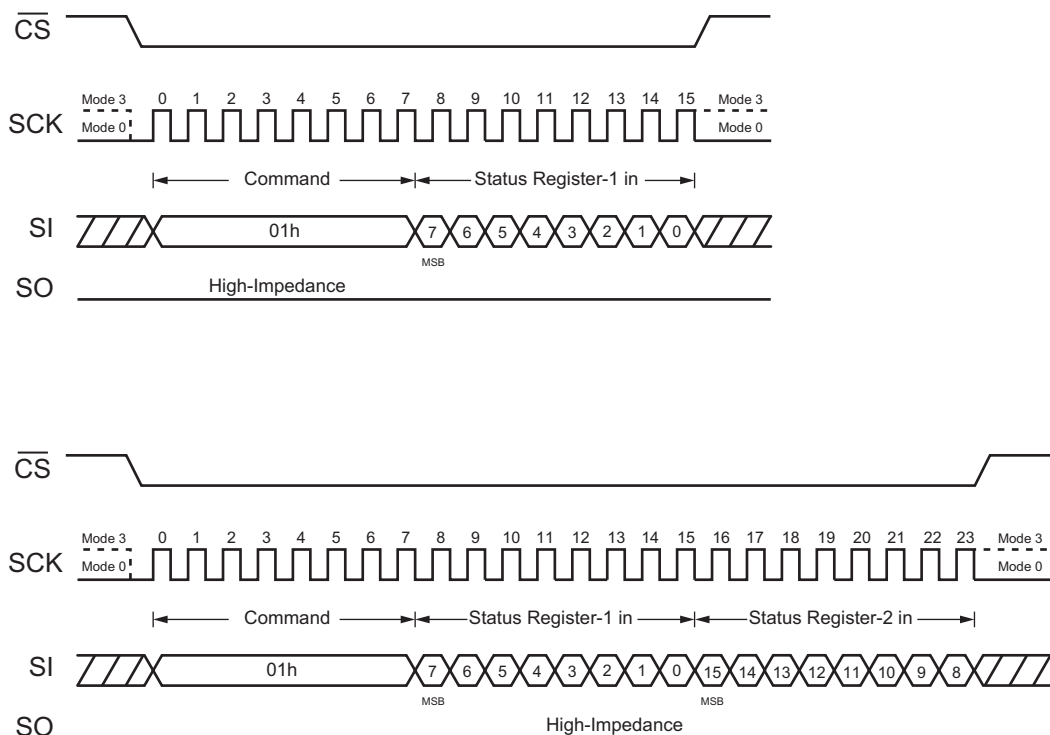 CS
Mode 3 0 1 2 3 4 5 6 7 8 9 10 11 12 13 14 15 Mode 3
SCK Mode 0 Mode 0
Command Status Register-1 in
SI 01h 7 6 5 4 3 2 1 0
MSB
SO High-Impedance
CS
Mode 3 0 1 2 3 4 5 6 7 8 9 10 11 12 13 14 15 16 17 18 19 20 21 22 23 Mode 3
SCK Mode 0 Mode 0
Command Status Register-1 in Status Register-2 in
SI 01h 7 6 5 4 3 2 1 0 15 14 13 12 11 10 9 8
MSB MSB
SO High-Impedance